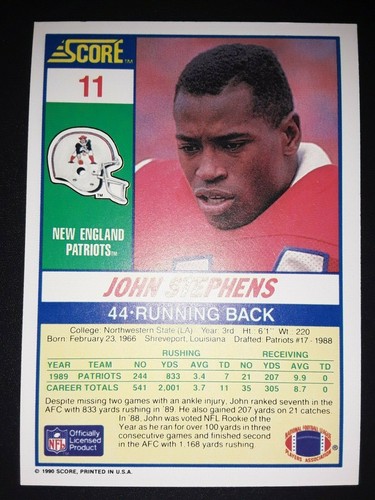 SCORE™
11
NEW ENGLAND
PATRIOTS™
JOHN STEPHENS
44·RUNNING BACK
College: Northwestern State (LA) Year: 3rd Ht: 6'1" Wt: 220
Born: February 23, 1966 Shreveport, Louisiana Drafted: Patriots #17 - 1988
RUSHING RECEIVING
YEAR TEAM NO YDS AVG TD NO YDS AVG TD
1989 PATRIOTS 244 833 3.4 7 21 207 9.9 0
CAREER TOTALS 541 2,001 3.7 11 35 305 8.7 0
Despite missing two games with an ankle injury, John ranked seventh in the
AFC with 833 yards rushing in '89. He also gained 207 yards on 21 catches.
In '88, John was voted NFL Rookie of the
Year as he ran for over 100 yards in three
consecutive games and finished second
in the AFC with 1,168 yards rushing.
NFL
Officially
Licensed
Product
© 1990 SCORE, PRINTED IN U.S.A.